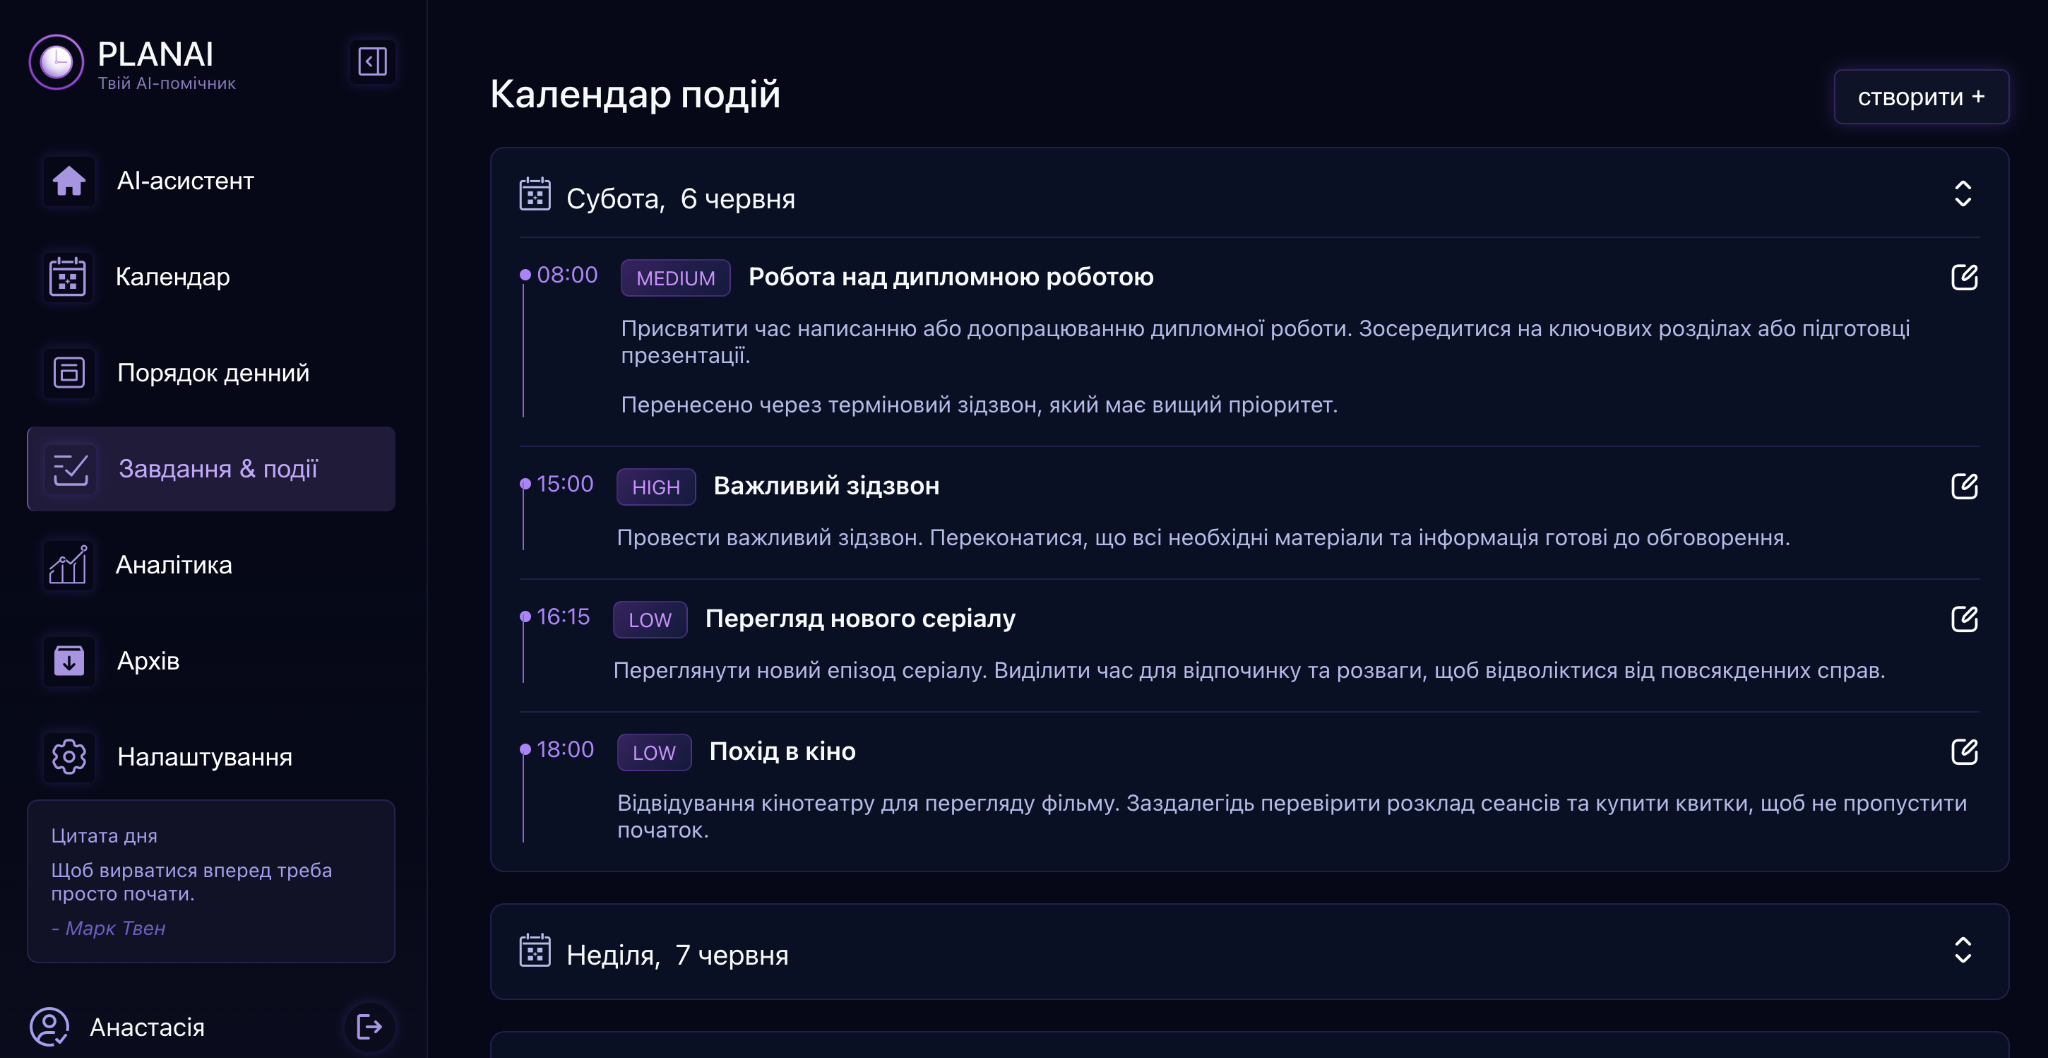 PLANAI
Твій AI-помічник
AI-асистент
Календар
Порядок денний
Завдання & події
Аналітика
Архів
Налаштування
Цитата дня
Щоб вирватися вперед треба
просто почати.
- Марк Твен
Анастасія
Календар подій
створити +
Субота, 6 червня
08:00 MEDIUM Робота над дипломною роботою
Присвятити час написанню або доопрацюванню дипломної роботи. Зосередитися на ключових розділах або підготовці
презентації.
Перенесено через терміновий зідзвон, який має вищий пріоритет.
15:00 HIGH Важливий зідзвон
Провести важливий зідзвон. Переконатися, що всі необхідні матеріали та інформація готові до обговорення.
16:15 LOW Перегляд нового серіалу
Переглянути новий епізод серіалу. Виділити час для відпочинку та розваги, щоб відволіктися від повсякденних справ.
18:00 LOW Похід в кіно
Відвідування кінотеатру для перегляду фільму. Заздалегідь перевірити розклад сеансів та купити квитки, щоб не пропустити
початок.
Неділя, 7 червня